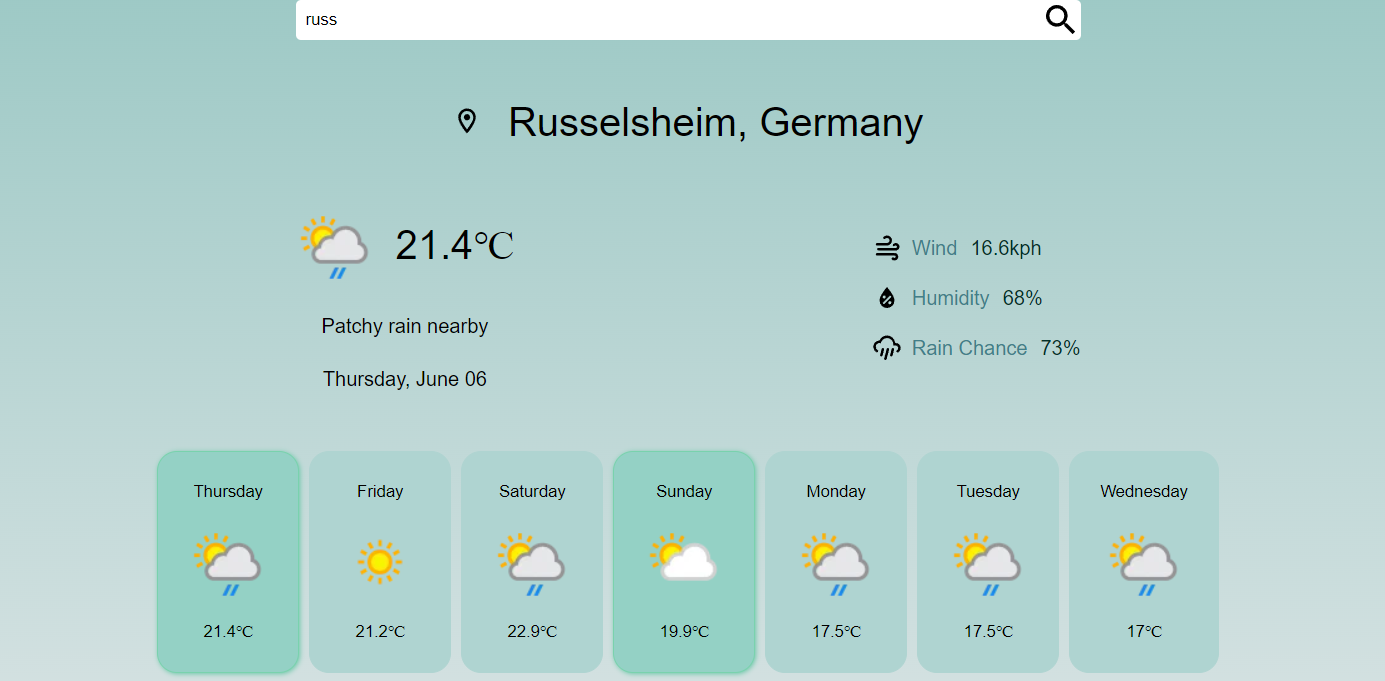 russ
Russelsheim, Germany
21.4℃
Patchy rain nearby
Thursday, June 06
Wind 16.6kph
Humidity 68%
Rain Chance 73%
Thursday
21.4℃
Friday
21.2℃
Saturday
22.9℃
Sunday
19.9℃
Monday
17.5℃
Tuesday
17.5℃
Wednesday
17℃